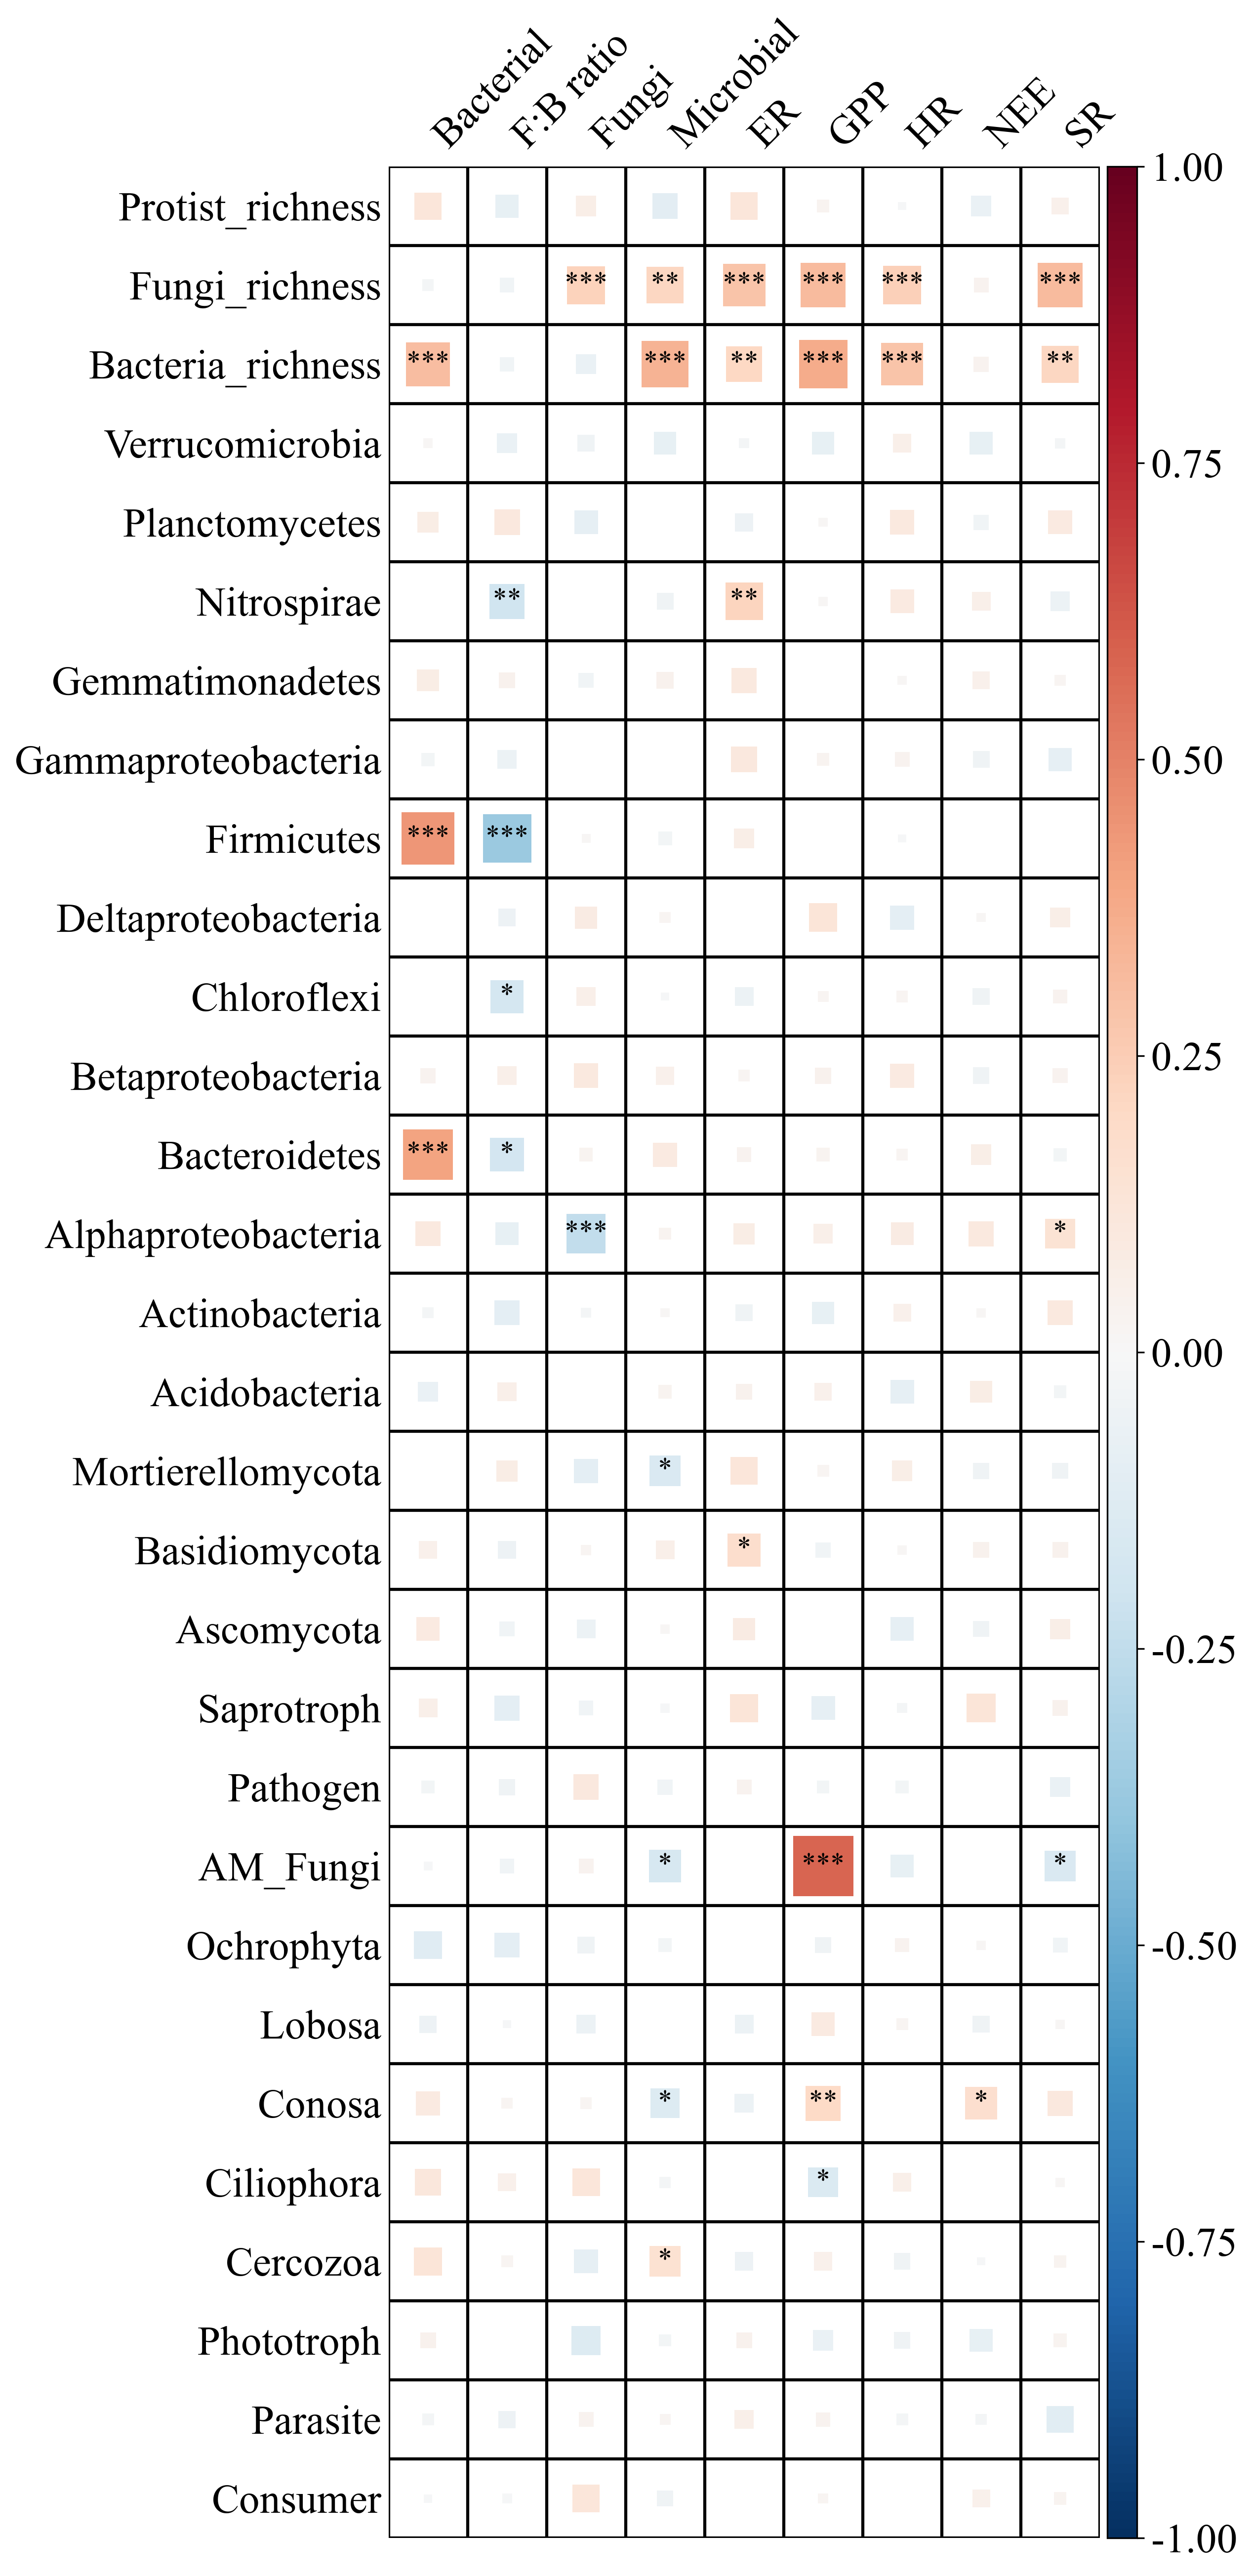 Bacterial F:B ratio Fungi Microbial ER GPP HR NEE SR
1.00
Protist_richness
Fungi_richness *** ** *** *** *** ***
Bacteria_richness *** *** ** *** *** **
Verrucomicrobia
0.75
Planctomycetes
Nitrospirae ** **
Gemmatimonadetes
Gammaproteobacteria
0.50
Firmicutes *** ***
Deltaproteobacteria
Chloroflexi *
0.25
Betaproteobacteria
Bacteroidetes *** *
Alphaproteobacteria *** *
Actinobacteria
0.00
Acidobacteria
Mortierellomycota *
Basidiomycota *
Ascomycota
-0.25
Saprotroph
Pathogen
AM_Fungi * *** *
Ochrophyta
-0.50
Lobosa
Conosa * ** *
Ciliophora *
-0.75
Cercozoa *
Phototroph
Parasite
Consumer
-1.00